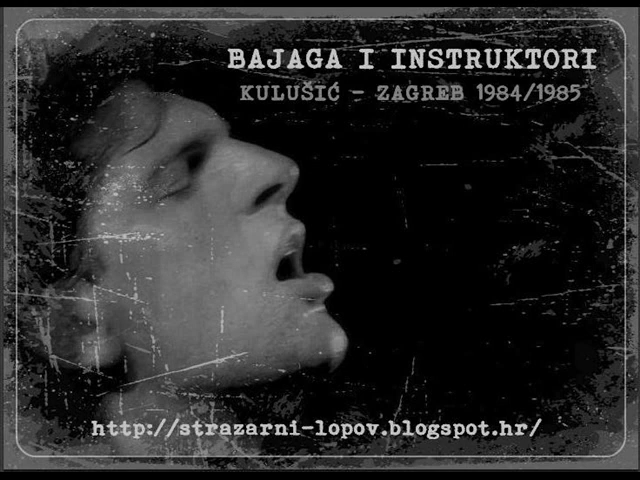 BAJAGA I INSTRUKTORI
KULUŠIĆ - ZAGREB 1984/1985
http://strazarni-lopov.blogspot.hr/